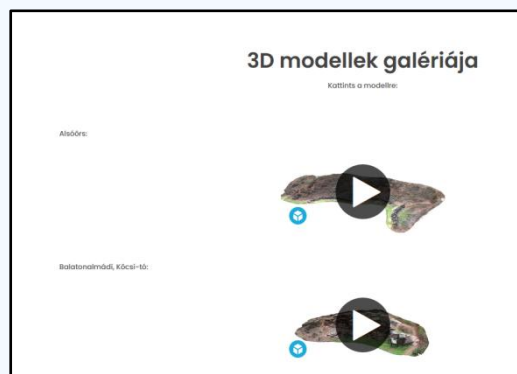 3D modellek galériája
Kattints a modellre:
Alsóörs:
Balatonalmádi, Köcsi-tó: